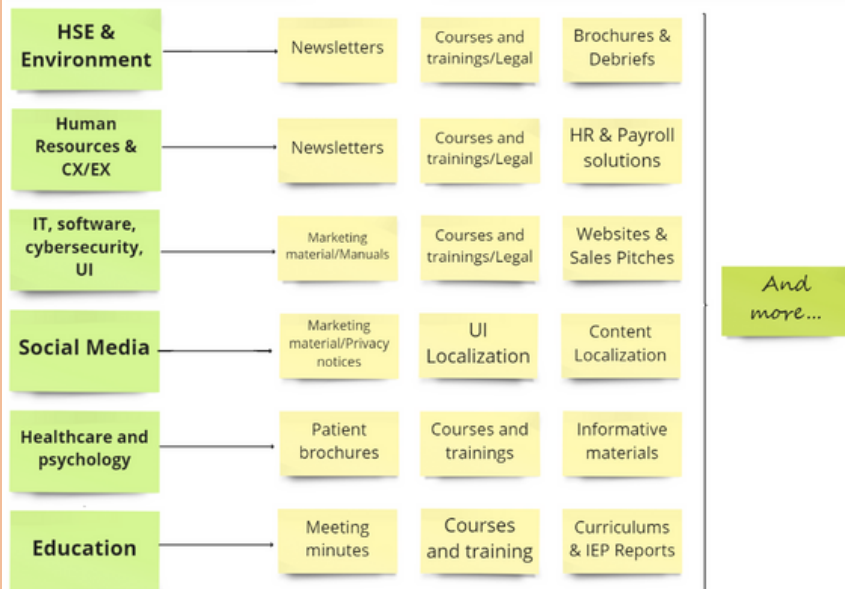 HSE &
Environment
Newsletters
Courses and
trainings/Legal
Brochures &
Debriefs
Human
Resources &
CX/EX
Newsletters
Courses and
trainings/Legal
HR & Payroll
solutions
IT, software,
cybersecurity,
UI
Marketing
material/Manuals
Courses and
trainings/Legal
Websites &
Sales Pitches
And
more...
Social Media
Marketing
material/Privacy
notices
UI
Localization
Content
Localization
Healthcare and
psychology
Patient
brochures
Courses and
trainings
Informative
materials
Education
Meeting
minutes
Courses
and training
Curriculums
& IEP Reports